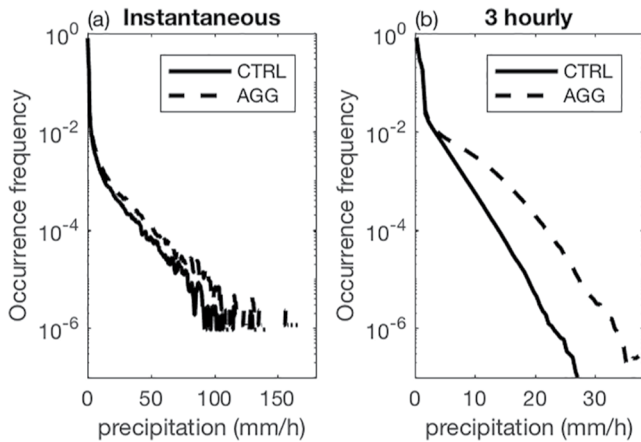 (a) Instantaneous
10^0
10^-2
10^-4
10^-6
Occurrence frequency
CTRL
AGG
0 50 100 150
precipitation (mm/h)
(b) 3 hourly
10^0
10^-2
10^-4
10^-6
Occurrence frequency
CTRL
AGG
0 10 20 30
precipitation (mm/h)